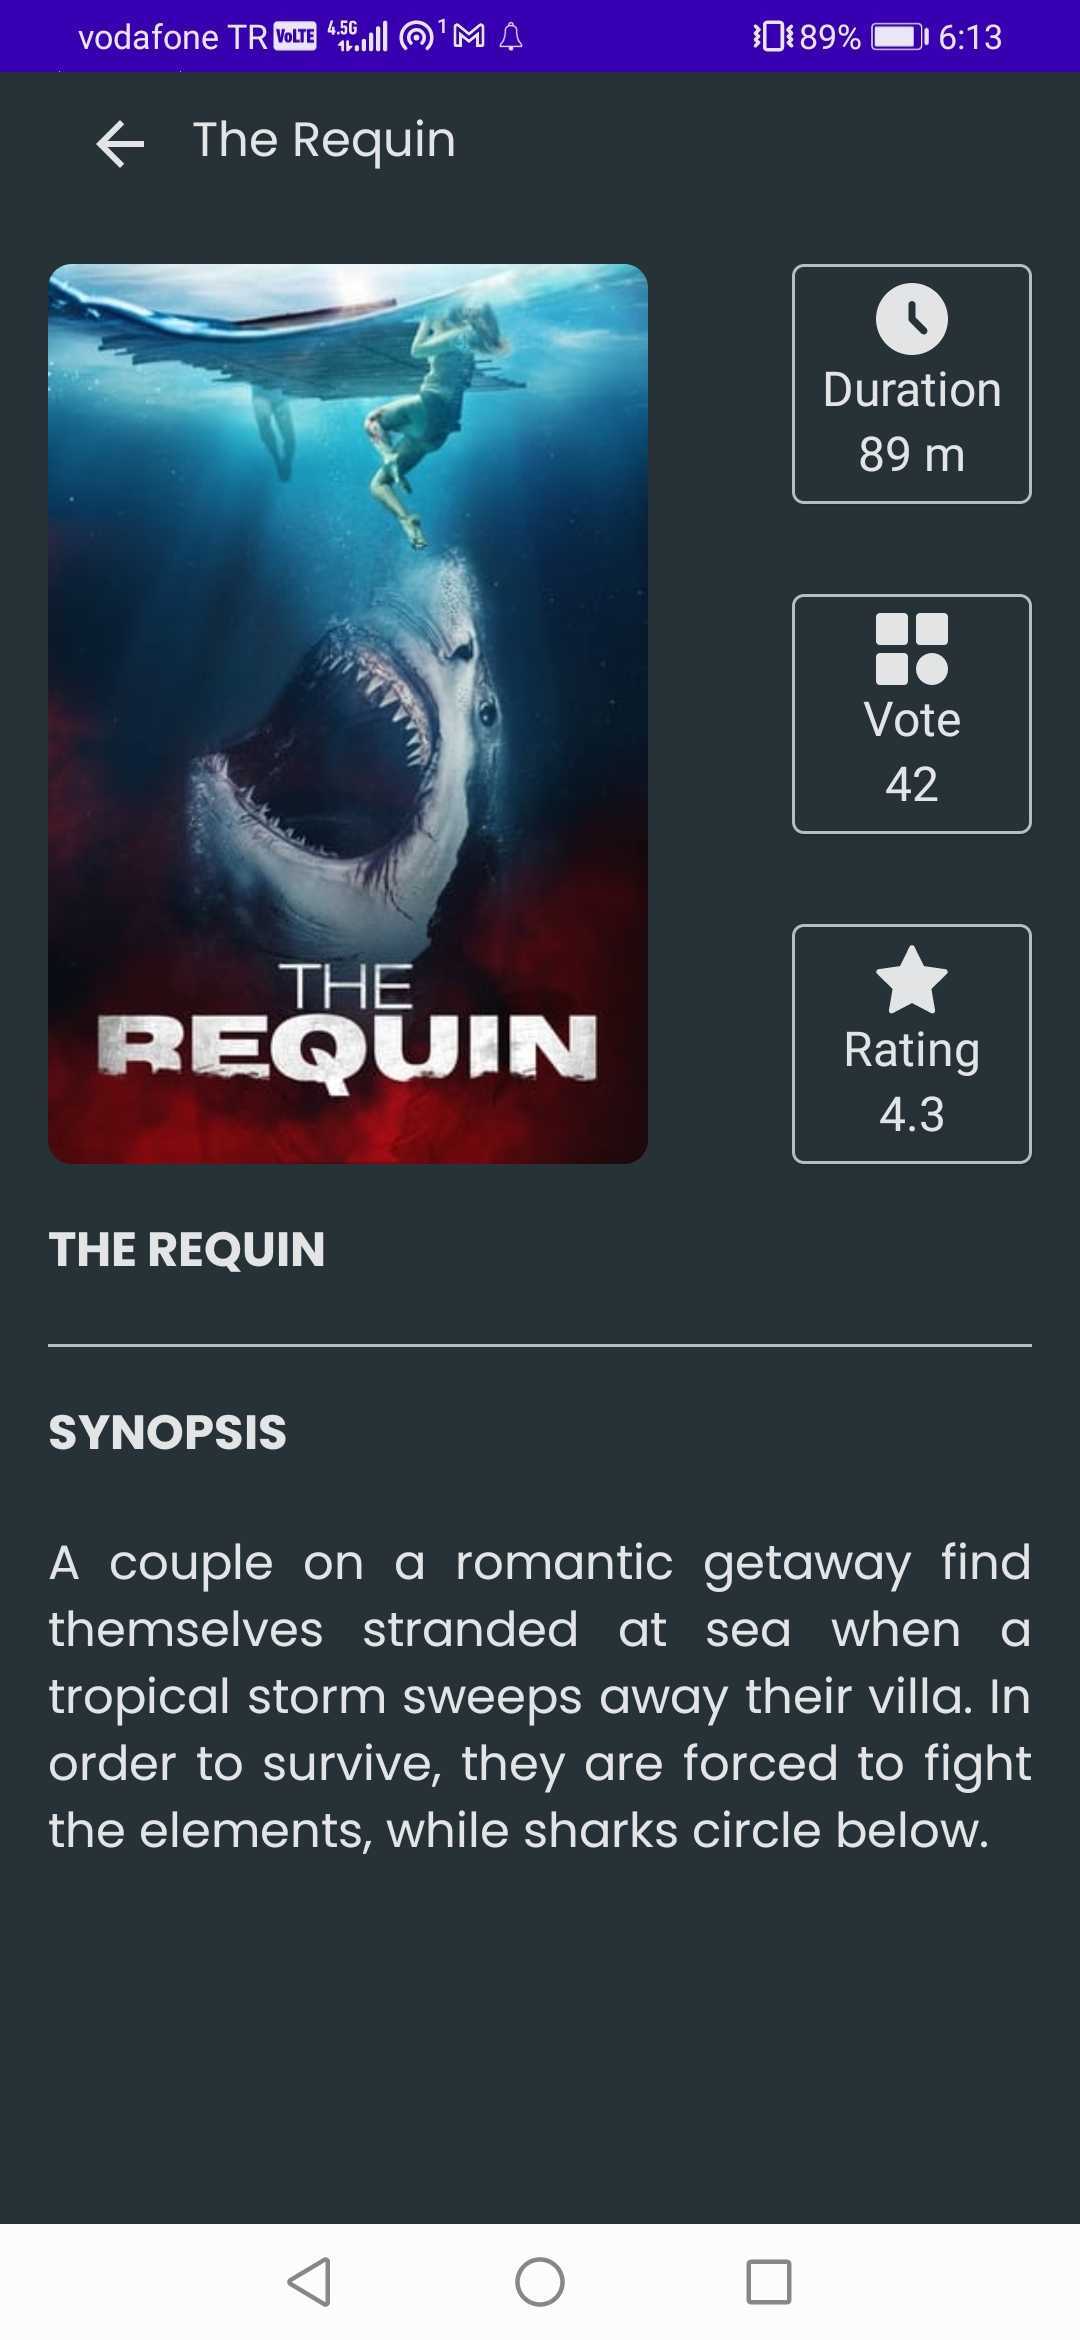 vodafone TR VoLTE 4.5G 1 89% 6:13
The Requin
Duration
89 m
Vote
42
THE
REQUIN
Rating
4.3
THE REQUIN
SYNOPSIS
A couple on a romantic getaway find
themselves stranded at sea when a
tropical storm sweeps away their villa. In
order to survive, they are forced to fight
the elements, while sharks circle below.